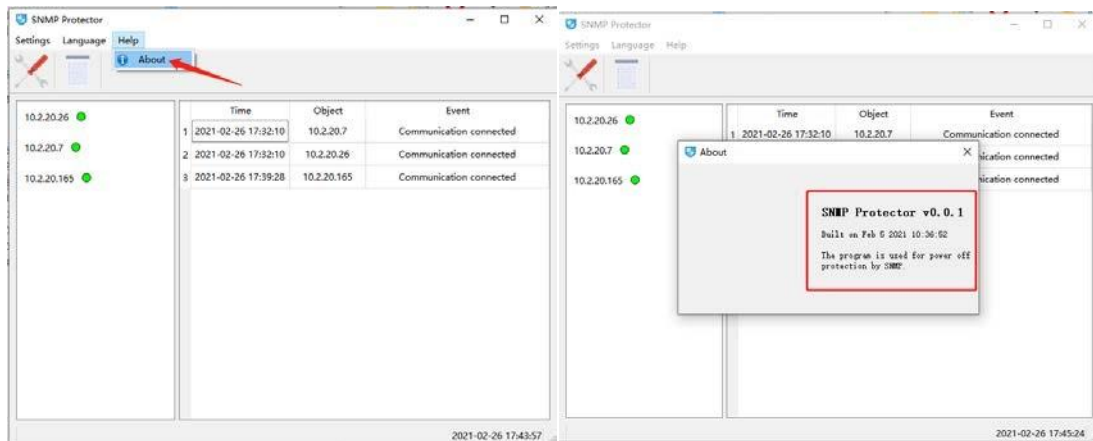 SNMP Protector
Settings Language Help
About
10.2.20.26
10.2.20.7
10.2.20.165
Time Object Event
1 2021-02-26 17:32:10 10.2.20.7 Communication connected
2 2021-02-26 17:32:10 10.2.20.26 Communication connected
3 2021-02-26 17:39:28 10.2.20.165 Communication connected
2021-02-26 17:43:57
SNMP Protector
Settings Language Help
10.2.20.26
10.2.20.7
10.2.20.165
Time Object Event
1 2021-02-26 17:32:10 10.2.20.7 Communication connected
nication connected
nication connected
About
SNMP Protector v0.0.1
Built on Feb 5 2021 10:36:52
The program is used for power off
protection by SNMP
2021-02-26 17:45:24